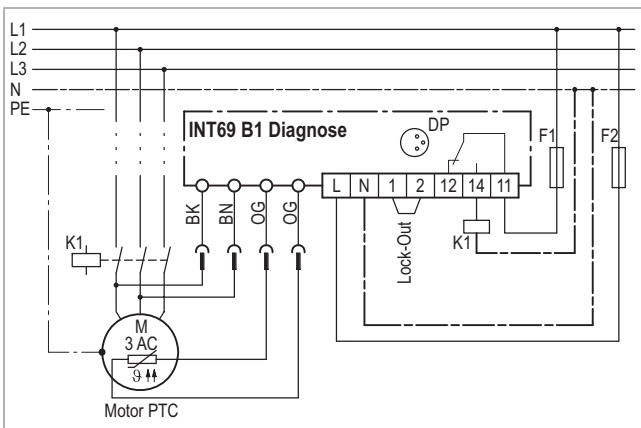 L1
L2
L3
N
PE
INT69 B1 Diagnose
DP
F1
F2
L N 1 2 12 14 11
BK
BN
OG
OG
Lock-Out
K1
K1
M
3 AC
ϑ
Motor PTC